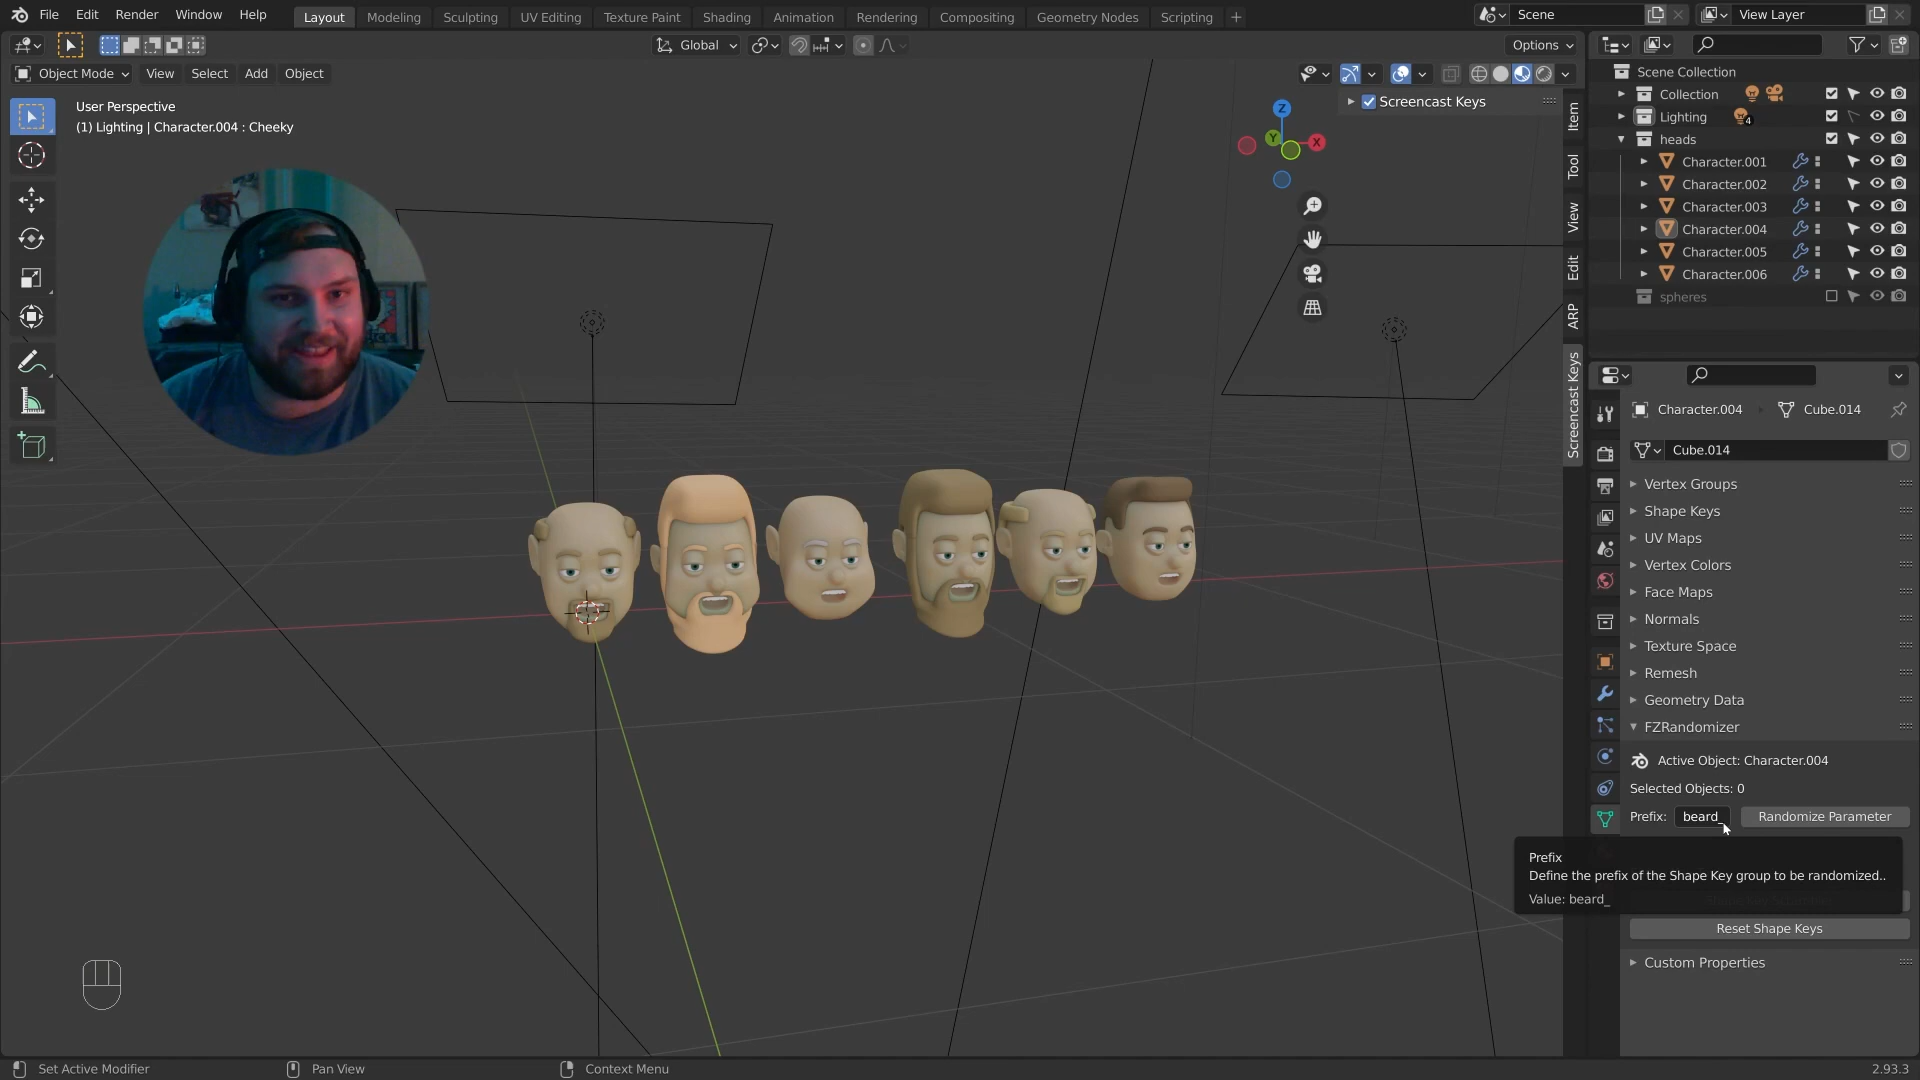 File Edit Render Window Help Layout Modeling Sculpting UV Editing Texture Paint Shading Animation Rendering Compositing Geometry Nodes Scripting + Scene View Layer
Global Options
Object Mode View Select Add Object
User Perspective
(1) Lighting | Character.004 : Cheeky
Screencast Keys
Z
Y
X
Item
Tool
View
Edit
ARP
Screencast Keys
Scene Collection
Collection
Lighting 4
heads
Character.001
Character.002
Character.003
Character.004
Character.005
Character.006
spheres
Character.004 Cube.014
Cube.014
Vertex Groups
Shape Keys
UV Maps
Vertex Colors
Face Maps
Normals
Texture Space
Remesh
Geometry Data
FZRandomizer
Active Object: Character.004
Selected Objects: 0
Prefix: beard_ Randomize Parameter
Prefix
Define the prefix of the Shape Key group to be randomized..
Value: beard_
Reset Shape Keys
Custom Properties
Set Active Modifier Pan View Context Menu 2.93.3